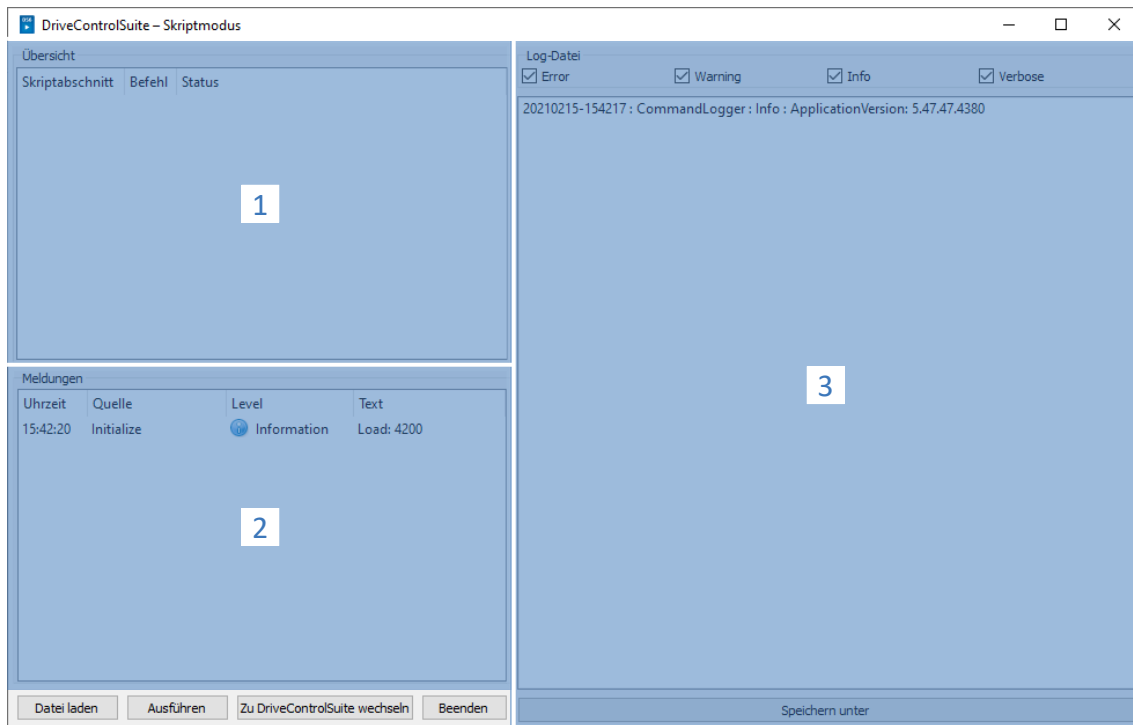 DriveControlSuite – Skriptmodus
Übersicht
Skriptabschnitt Befehl Status
1
Meldungen
Uhrzeit Quelle Level Text
15:42:20 Initialize Information Load: 4200
2
Datei laden Ausführen Zu DriveControlSuite wechseln Beenden
Log-Datei
Error Warning Info Verbose
20210215-154217 : CommandLogger : Info : ApplicationVersion: 5.47.47.4380
3
Speichern unter